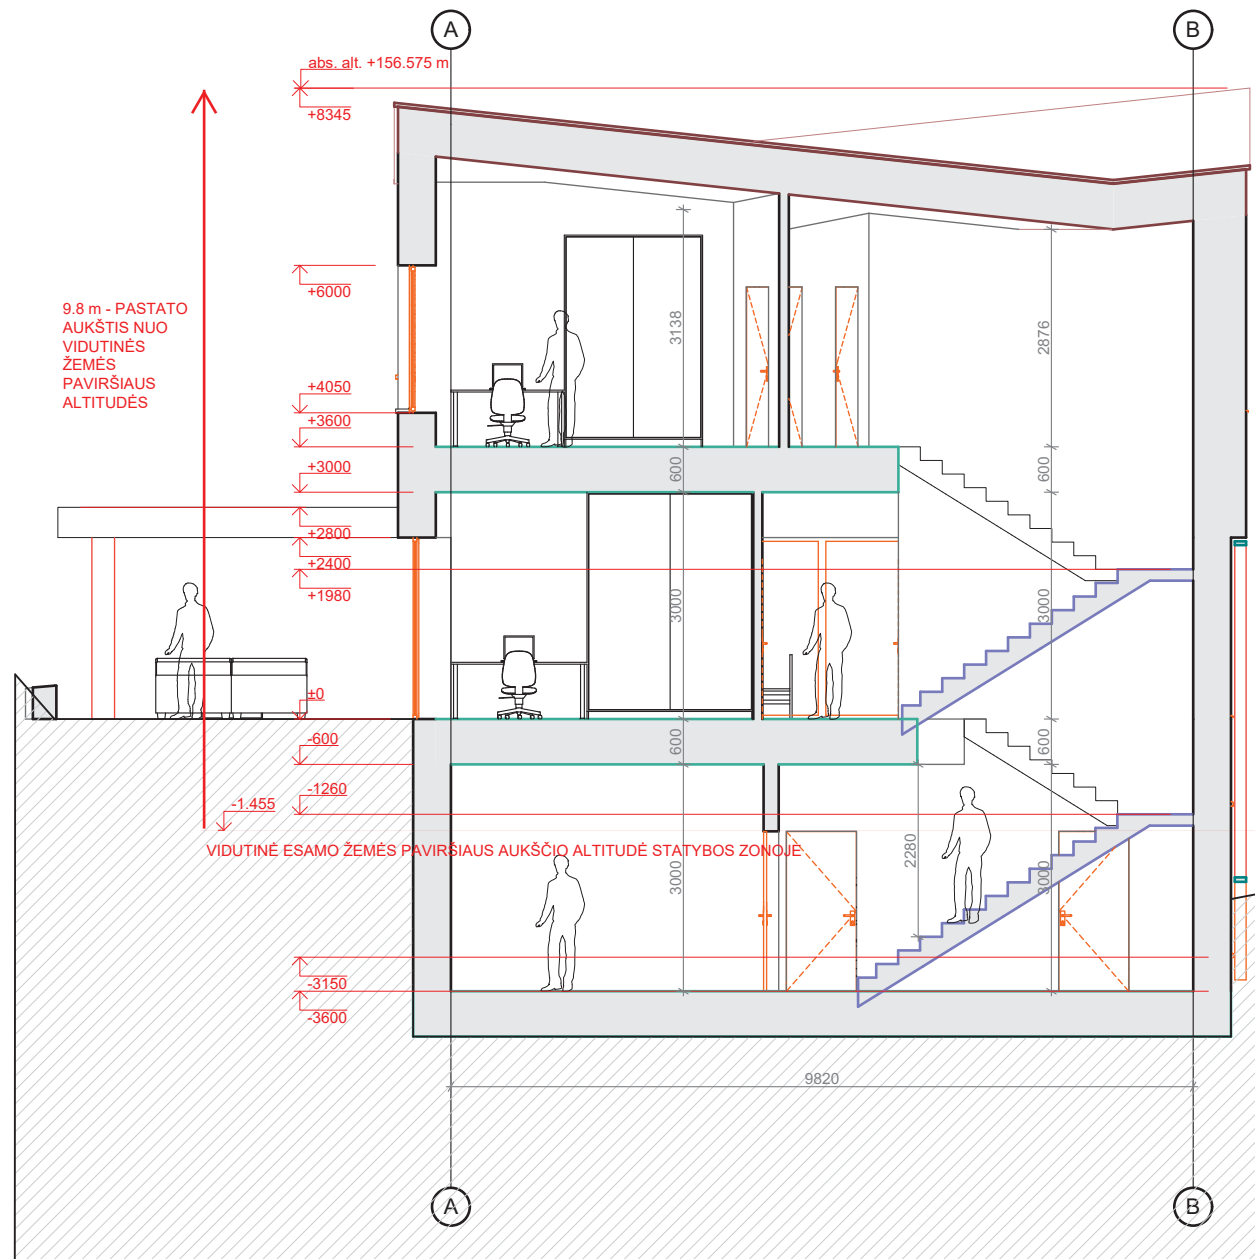 A
B
abs. alt. +156.575 m
+8345
+6000
9.8 m - PASTATO
AUKŠTIS NUO
VIDUTINĖS
ŽEMĖS
PAVIRŠIAUS
ALTITUDĖS
3138
2876
+4050
+3600
+3000
600
600
+2800
+2400
+1980
3000
3000
±0
-600
600
600
-1260
-1.455
VIDUTINĖ ESAMO ŽEMĖS PAVIRŠIAUS AUKŠČIO ALTITUDĖ STATYBOS ZONOJE
3000
2280
3000
-3150
-3600
9820
A
B